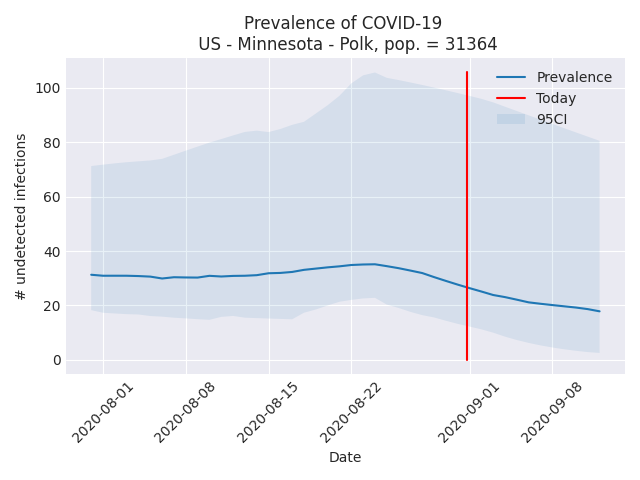 Prevalence of COVID-19
US - Minnesota - Polk, pop. = 31364
Prevalence
Today
95CI
100
80
60
40
20
0
# undetected infections
2020-08-01
2020-08-08
2020-08-15
2020-08-22
2020-09-01
2020-09-08
Date